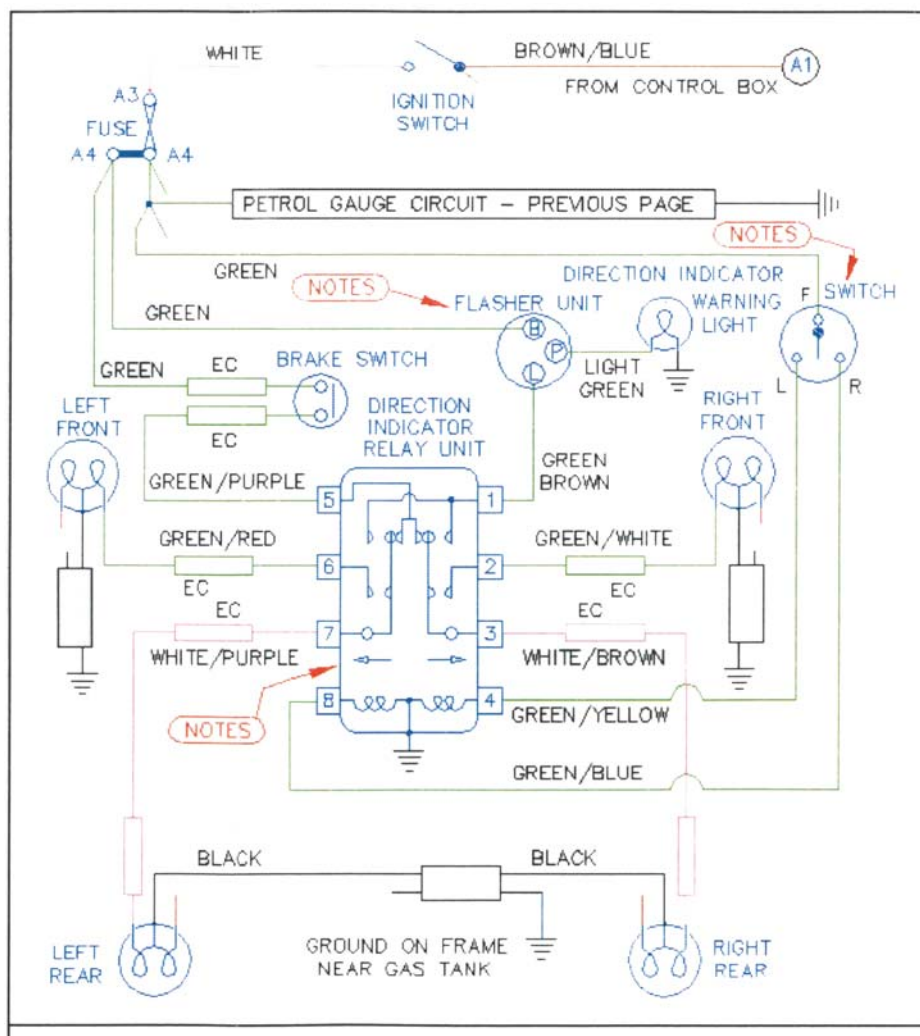 WHITE
BROWN/BLUE
A1
FROM CONTROL BOX
IGNITION
SWITCH
A3
FUSE
A4
A4
PETROL GAUGE CIRCUIT - PREVIOUS PAGE
NOTES
GREEN
NOTES
DIRECTION INDICATOR
WARNING
LIGHT
F
SWITCH
FLASHER UNIT
GREEN
B
P
L
LIGHT
GREEN
L
R
GREEN
EC
BRAKE SWITCH
EC
LEFT
FRONT
DIRECTION
INDICATOR
RELAY UNIT
RIGHT
FRONT
GREEN/PURPLE
5
1
GREEN
BROWN
GREEN/RED
6
2
GREEN/WHITE
EC
EC
EC
EC
7
3
WHITE/PURPLE
WHITE/BROWN
NOTES
8
4
GREEN/YELLOW
GREEN/BLUE
BLACK
BLACK
LEFT
REAR
GROUND ON FRAME
NEAR GAS TANK
RIGHT
REAR